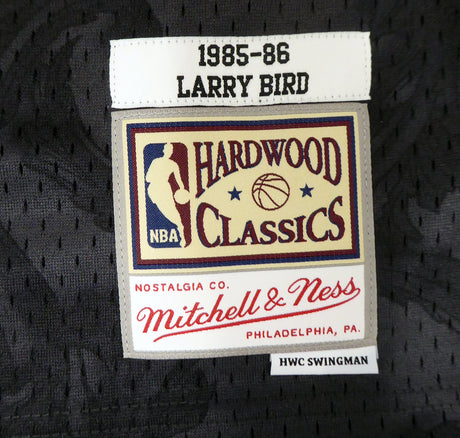 1985-86
LARRY BIRD
HARDWOOD
NBA
CLASSICS
NOSTALGIA CO.
Mitchell & Ness
PHILADELPHIA, PA.
HWC SWINGMAN